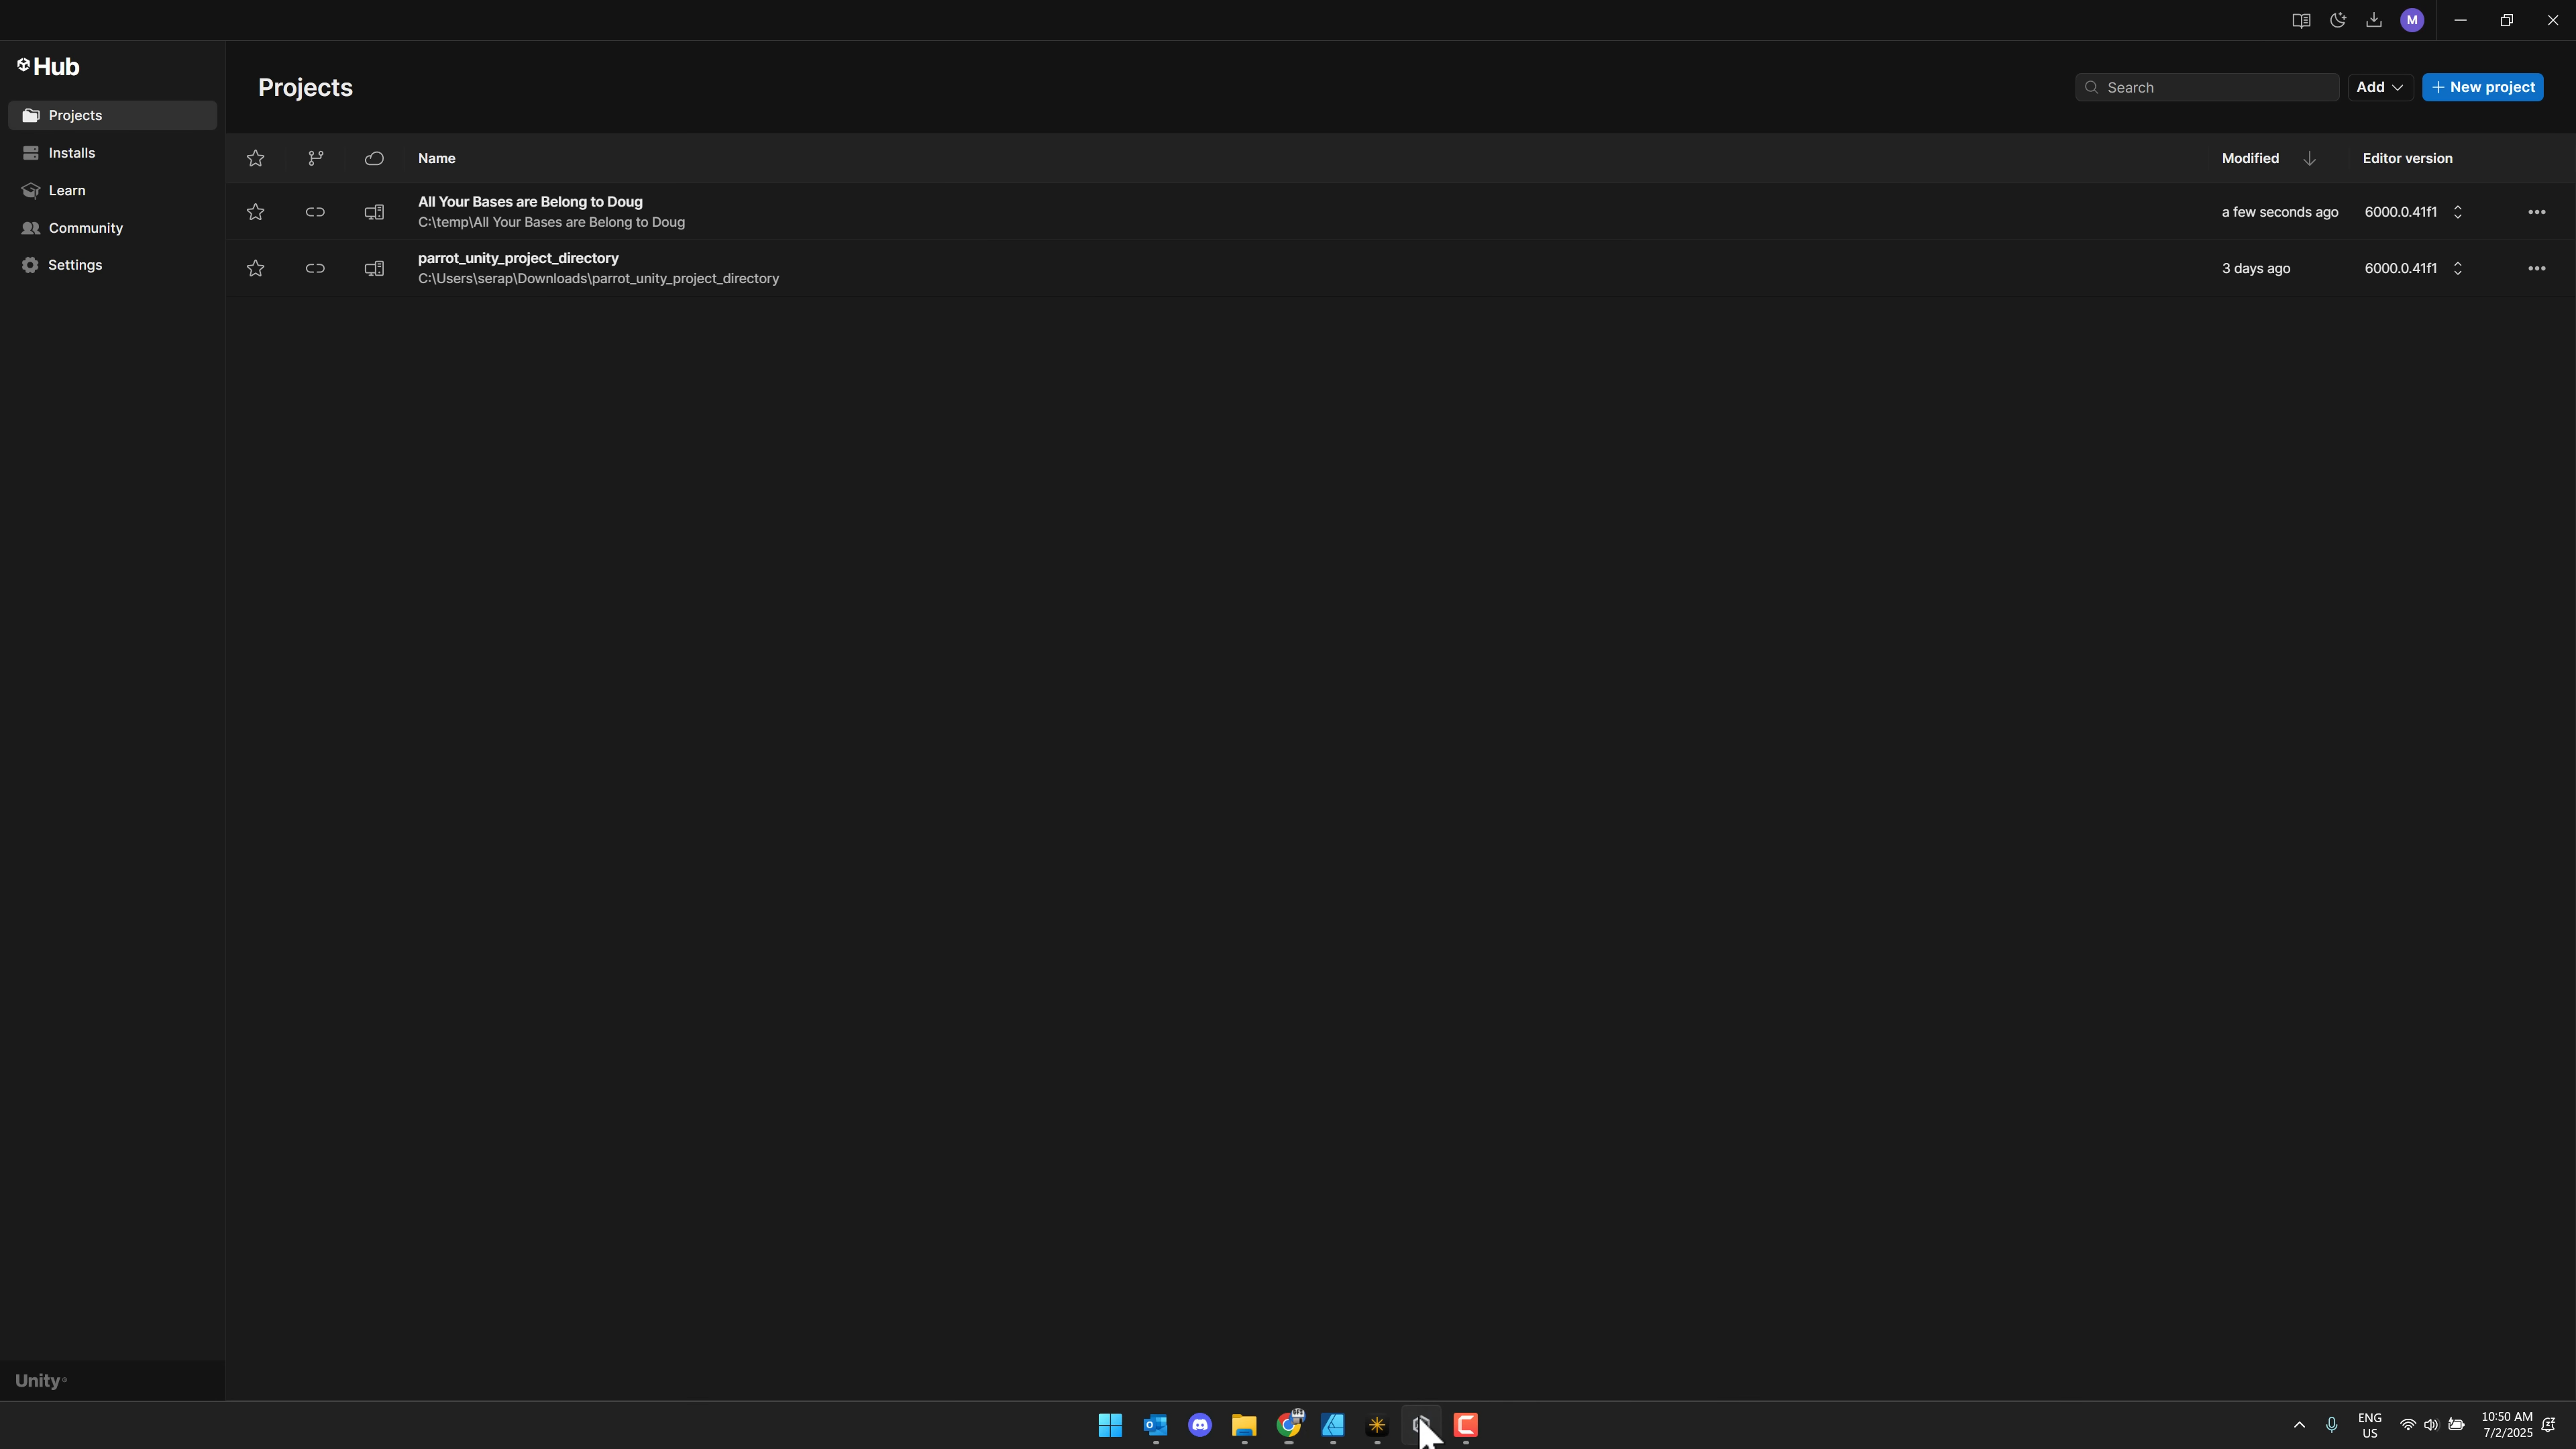 M
Hub
Projects
Installs
Learn
Community
Settings
Projects
Search
Add
New project
Name
Modified
Editor version
All Your Bases are Belong to Doug
C:\temp\All Your Bases are Belong to Doug
a few seconds ago
6000.0.41f1
parrot_unity_project_directory
C:\Users\serap\Downloads\parrot_unity_project_directory
3 days ago
6000.0.41f1
Unity
ENG
US
10:50 AM
7/2/2025